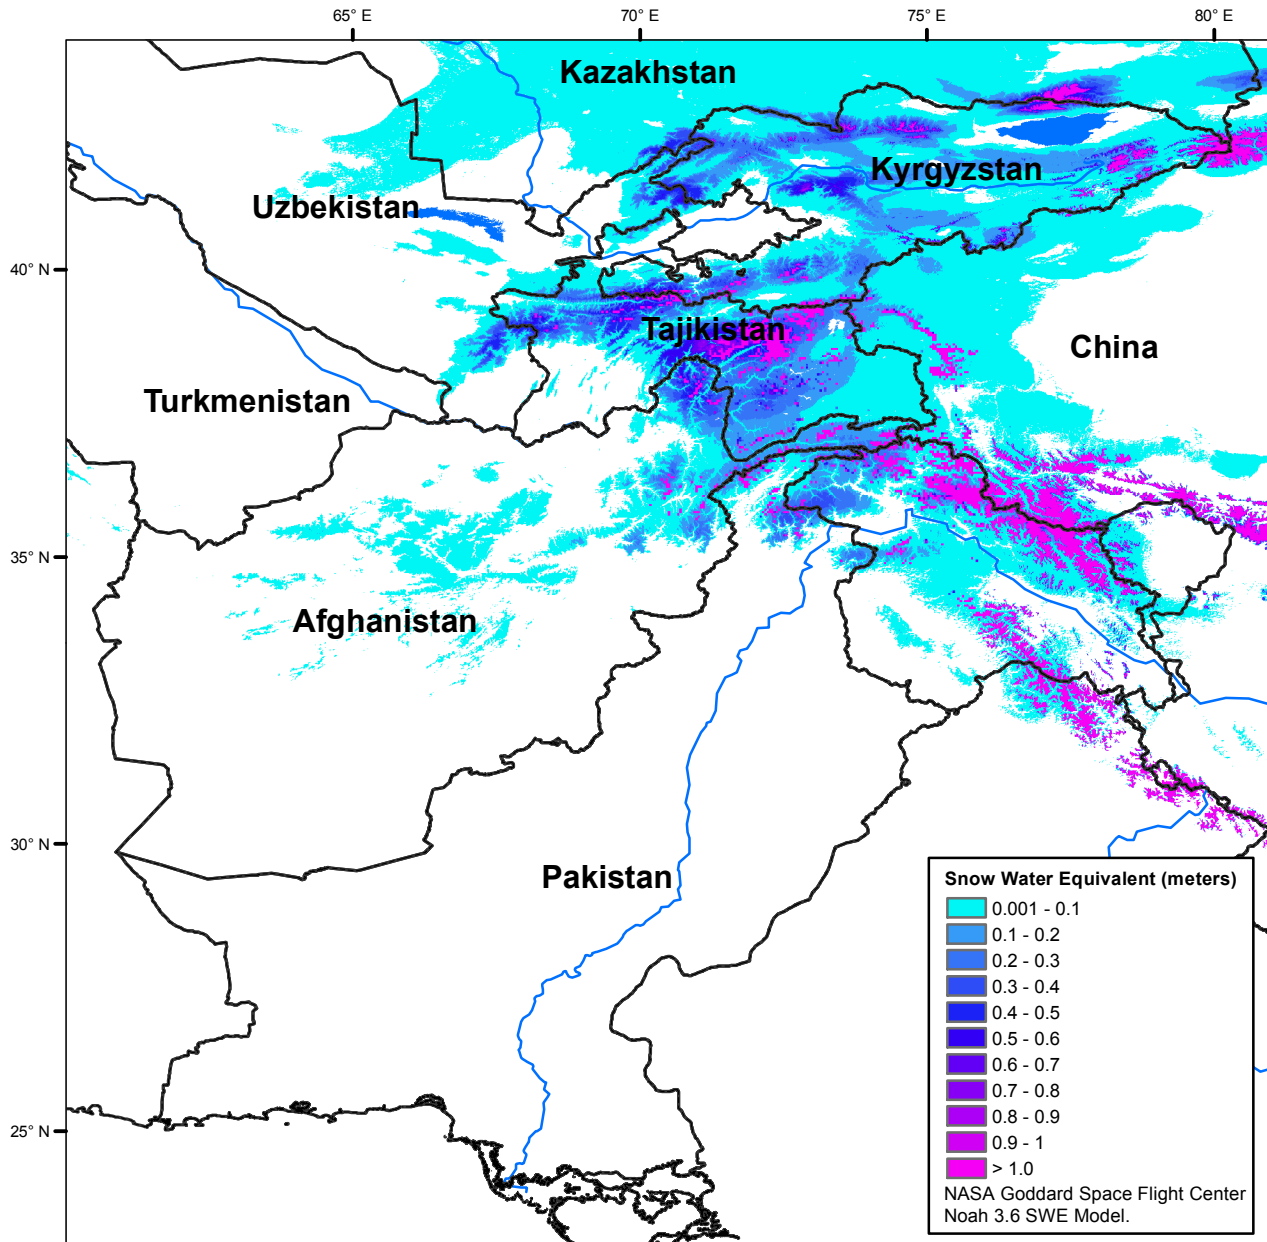 65° E
70° E
75° E
80° E
Kazakhstan
Kyrgyzstan
Uzbekistan
40° N
Tajikistan
China
Turkmenistan
35° N
Afghanistan
30° N
Pakistan
Snow Water Equivalent (meters)
0.001 - 0.1
0.1 - 0.2
0.2 - 0.3
0.3 - 0.4
0.4 - 0.5
0.5 - 0.6
0.6 - 0.7
0.7 - 0.8
0.8 - 0.9
0.9 - 1
> 1.0
25° N
NASA Goddard Space Flight Center
Noah 3.6 SWE Model.